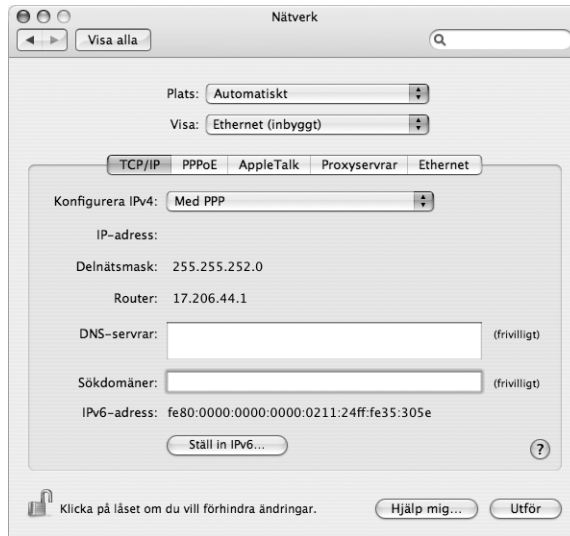 Nätverk
Visa alla
Plats: Automatiskt
Visa: Ethernet (inbyggt)
TCP/IP PPPoE AppleTalk Proxyservrar Ethernet
Konfigurera IPv4: Med PPP
IP-adress:
Delnätsmask: 255.255.252.0
Router: 17.206.44.1
DNS-servrar: (frivilligt)
Sökdomäner: (frivilligt)
IPv6-adress: fe80:0000:0000:0000:0211:24ff:fe35:305e
Ställ in IPv6...
?
Klicka på låset om du vill förhindra ändringar. Hjälp mig... Utför